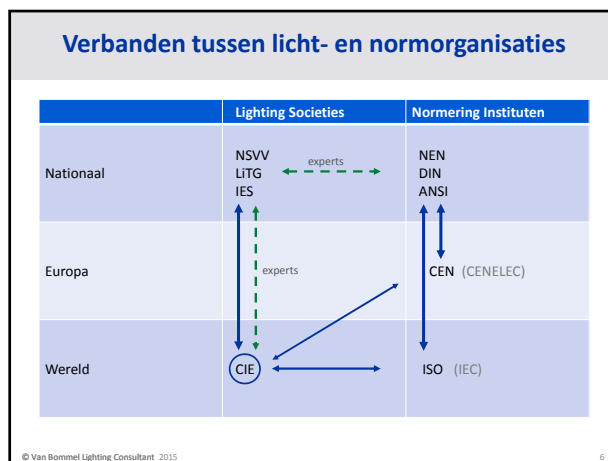 Verbanden tussen licht- en normorganisaties
Lighting Societies
Normering Instituten
Nationaal
NSVV
LiTG
IES
experts
NEN
DIN
ANSI
Europa
experts
CEN (CENELEC)
Wereld
CIE
ISO (IEC)
© Van Bommel Lighting Consultant 2015
6